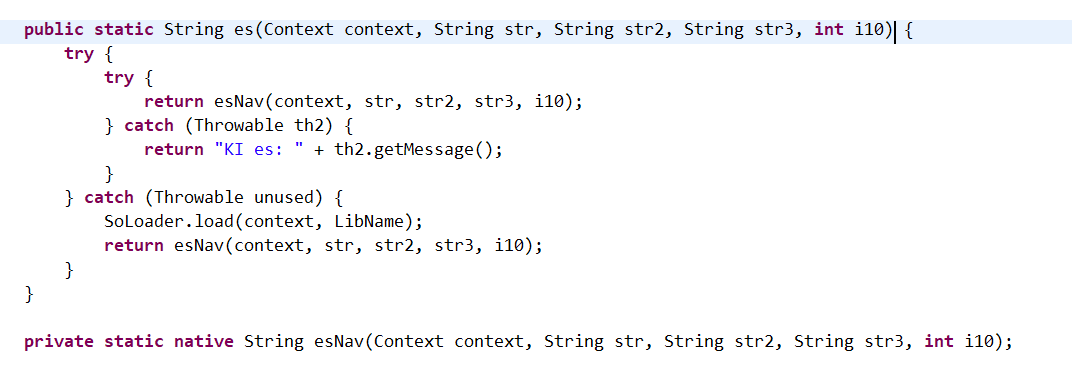 public static String es(Context context, String str, String str2, String str3, int i10) {
    try {
        try {
            return esNav(context, str, str2, str3, i10);
        } catch (Throwable th2) {
            return "KI es: " + th2.getMessage();
        }
    } catch (Throwable unused) {
        SoLoader.load(context, LibName);
        return esNav(context, str, str2, str3, i10);
    }
}
private static native String esNav(Context context, String str, String str2, String str3, int i10);